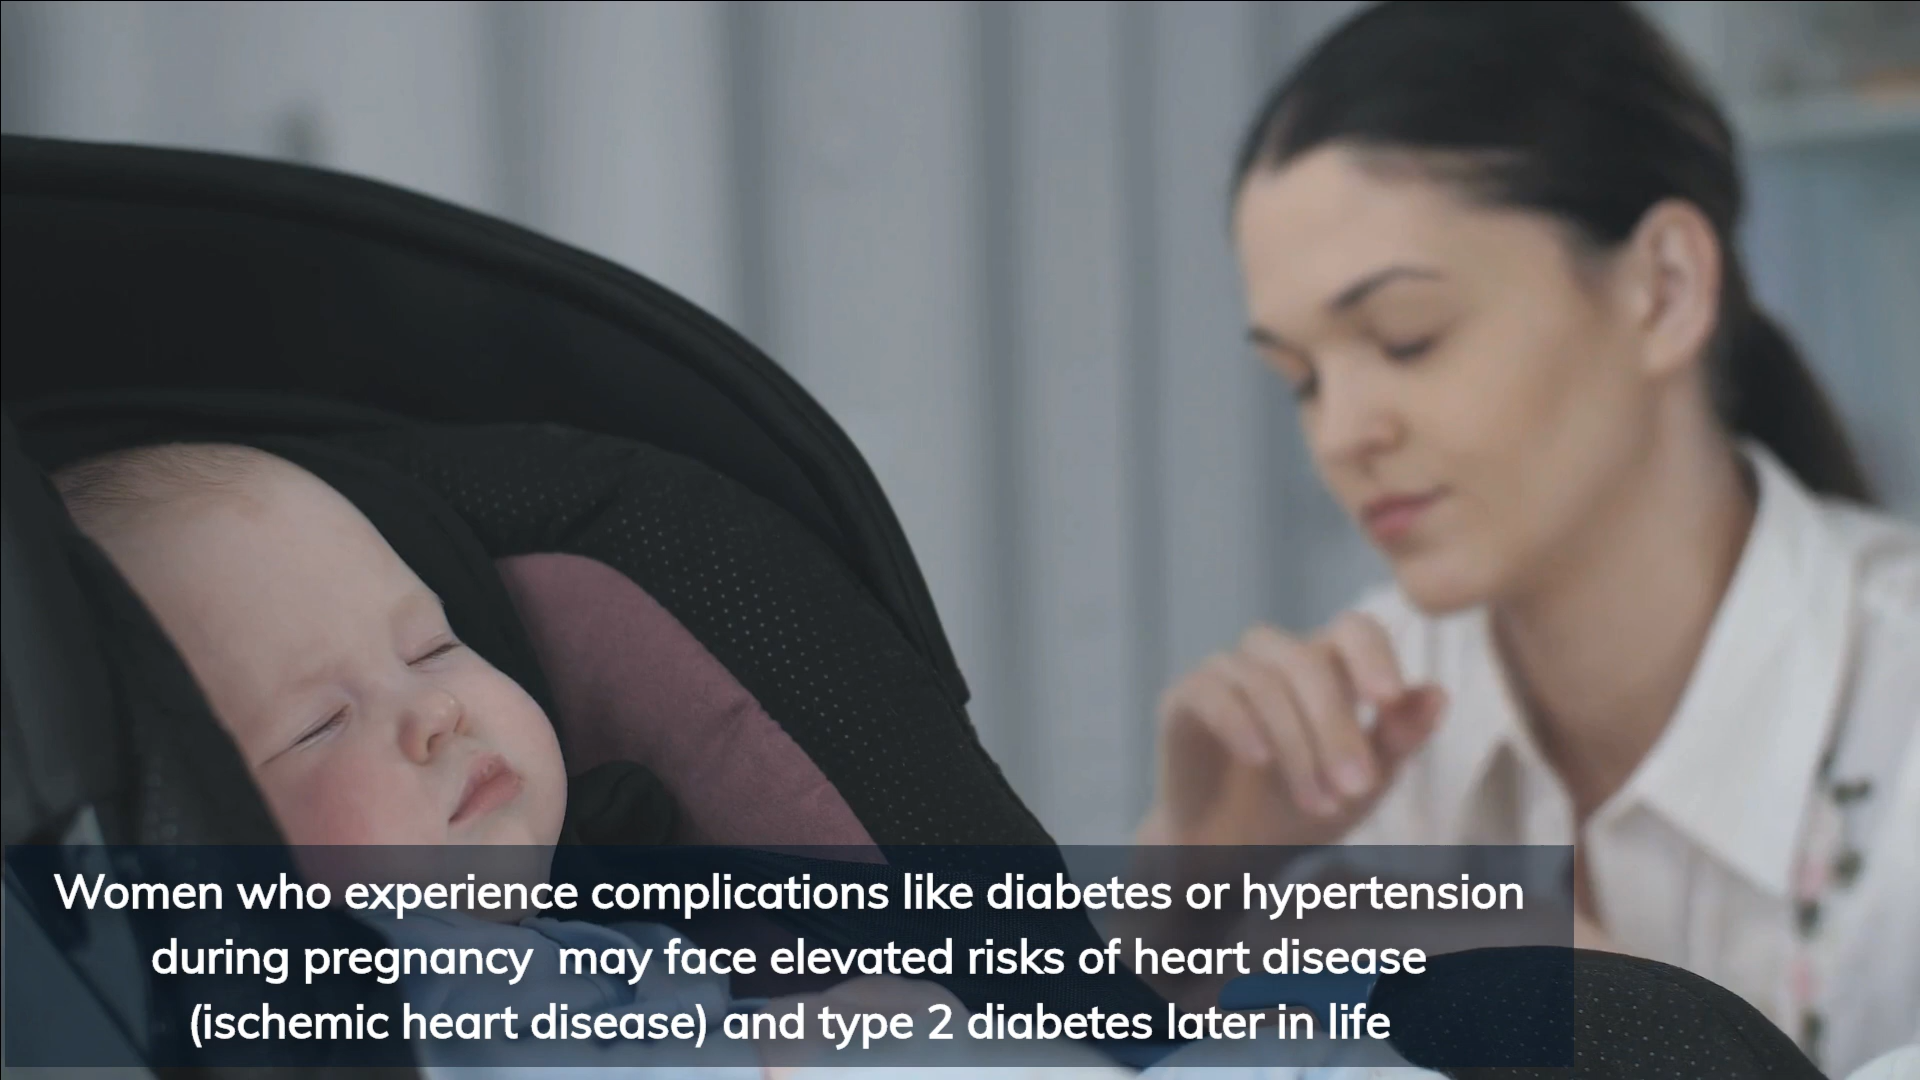 Women who experience complications like diabetes or hypertension
during pregnancy  may face elevated risks of heart disease
(ischemic heart disease) and type 2 diabetes later in life